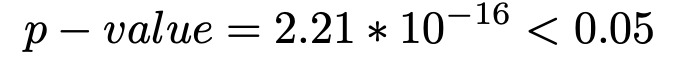 p − value = 2.21 * 10⁻¹⁶ < 0.05